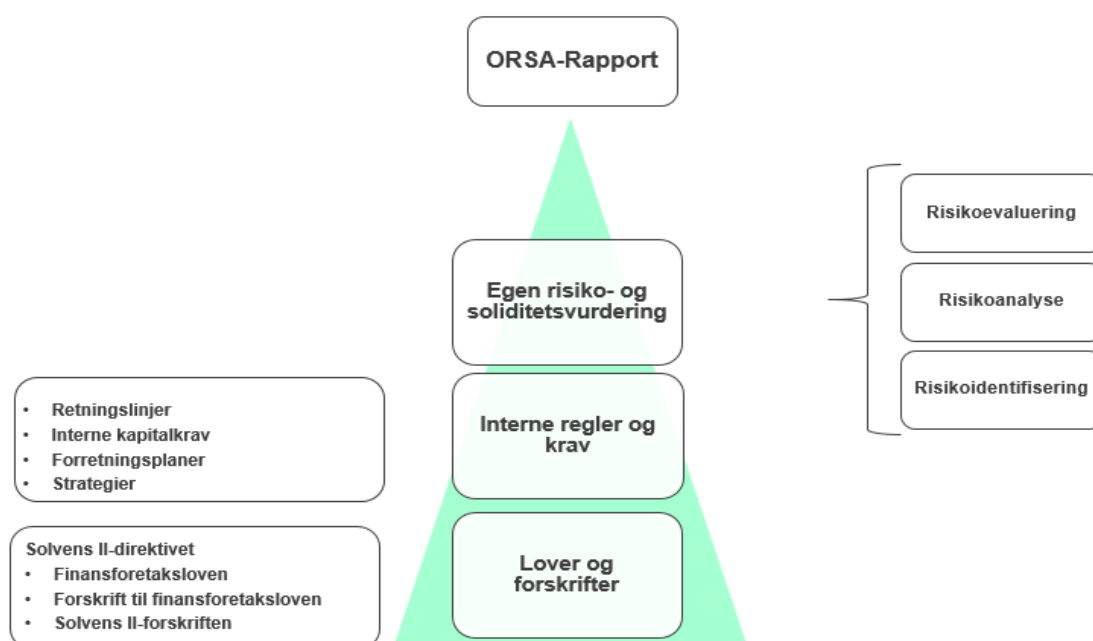 ORSA-Rapport
Risikoevaluering
Egen risiko- og
soliditetsvurdering
Risikoanalyse
Risikoidentifisering
• Retningslinjer
• Interne kapitalkrav
• Forretningsplaner
• Strategier
Interne regler og
krav
Solvens II-direktivet
• Finansforetaksloven
• Forskrift til finansforetaksloven
• Solvens II-forskriften
Lover og
forskrifter